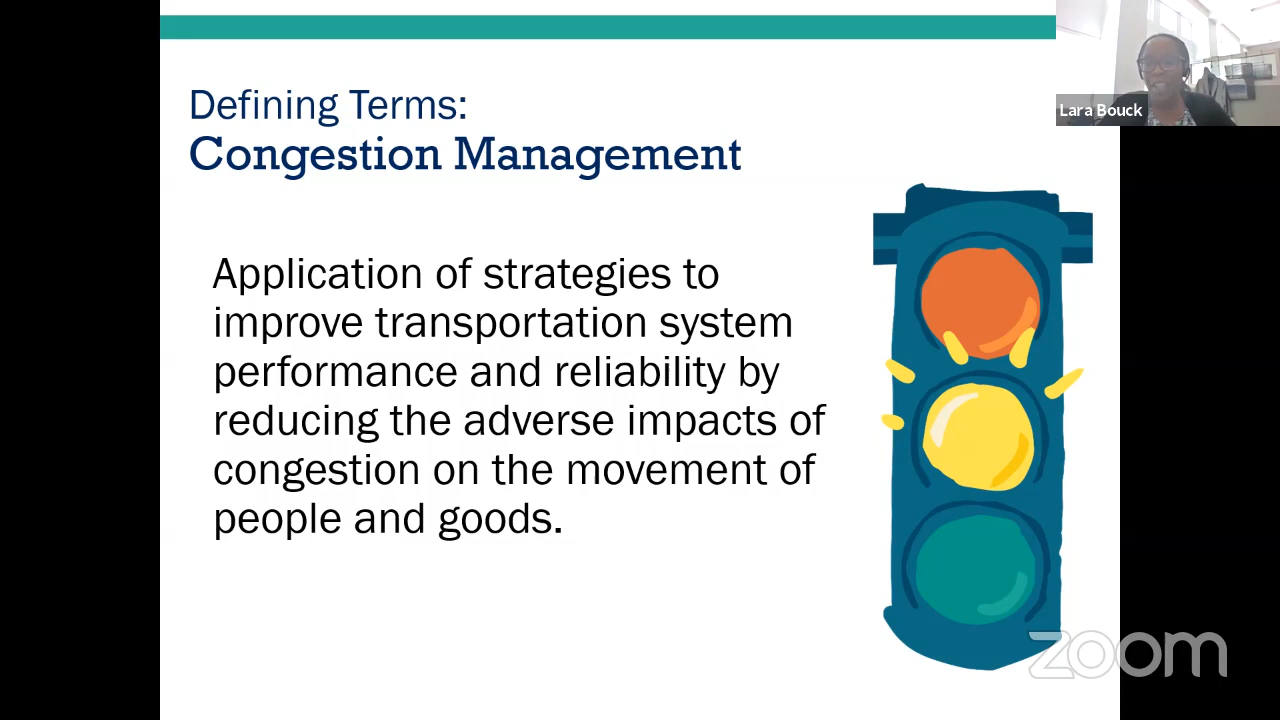 Defining Terms:
Congestion Management
Lara Bouck
Application of strategies to
improve transportation system
performance and reliability by
reducing the adverse impacts of
congestion on the movement of
people and goods.
zoom